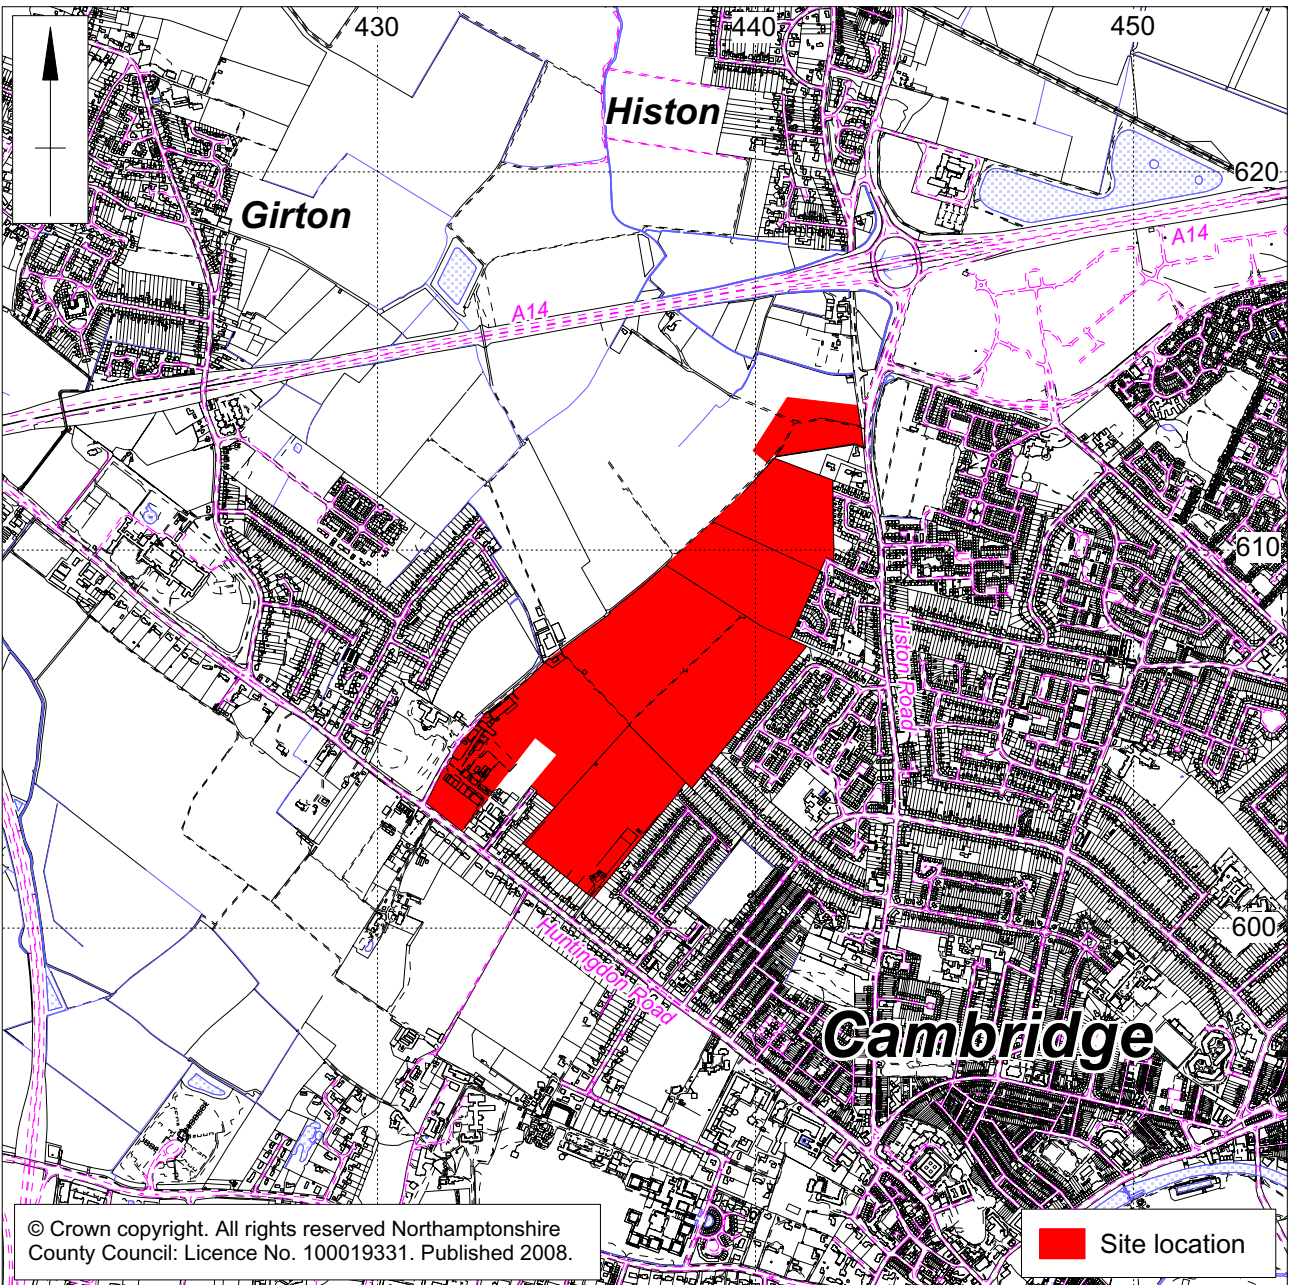 430
440
450
Histon
620
Girton
A14
A14
610
Histon Road
600
Huntingdon Road
Cambridge
© Crown copyright. All rights reserved Northamptonshire
County Council: Licence No. 100019331. Published 2008.
Site location